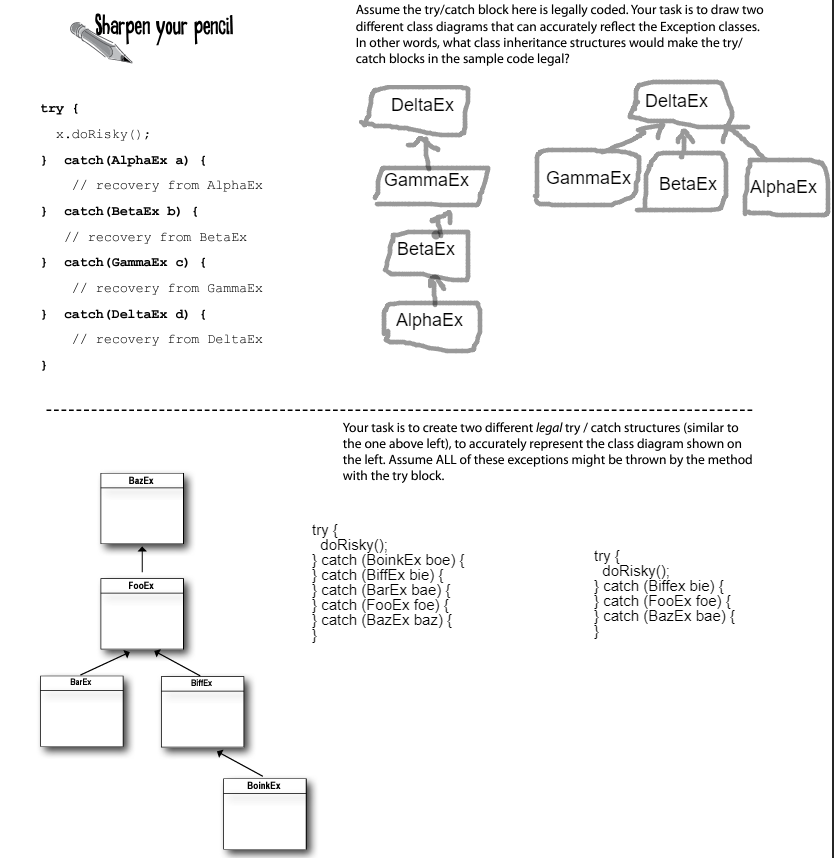 Sharpen your pencil
Assume the try/catch block here is legally coded. Your task is to draw two
different class diagrams that can accurately reflect the Exception classes.
In other words, what class inheritance structures would make the try/
catch blocks in the sample code legal?
try {
x.doRisky();
} catch(AlphaEx a) {
// recovery from AlphaEx
} catch(BetaEx b) {
// recovery from BetaEx
} catch(GammaEx c) {
// recovery from GammaEx
} catch(DeltaEx d) {
// recovery from DeltaEx
}
DeltaEx
GammaEx
BetaEx
AlphaEx
DeltaEx
GammaEx
BetaEx
AlphaEx
Your task is to create two different legal try / catch structures (similar to
the one above left), to accurately represent the class diagram shown on
the left. Assume ALL of these exceptions might be thrown by the method
with the try block.
BazEx
FooEx
BarEx
BiffEx
BoinkEx
try {
doRisky();
} catch (BoinkEx boe) {
} catch (BiffEx bie) {
} catch (BarEx bae) {
} catch (FooEx foe) {
} catch (BazEx baz) {
}
try {
doRisky();
} catch (Biffex bie) {
} catch (FooEx foe) {
} catch (BazEx bae) {
}